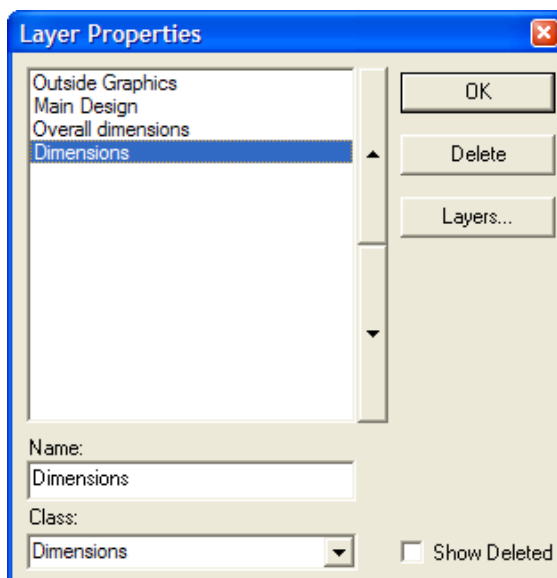 Layer Properties
Outside Graphics
Main Design
Overall dimensions
Dimensions
OK
Delete
Layers...
Name:
Dimensions
Class:
Dimensions
Show Deleted